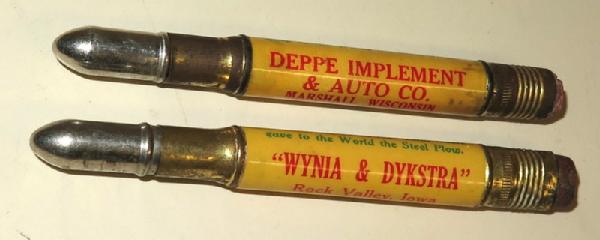 DEPPE IMPLEMENT
& AUTO CO.
MARSHALL, WISCONSIN
gave to the World the Steel Plow.
"WYNIA & DYKSTRA"
Rock Valley, Iowa